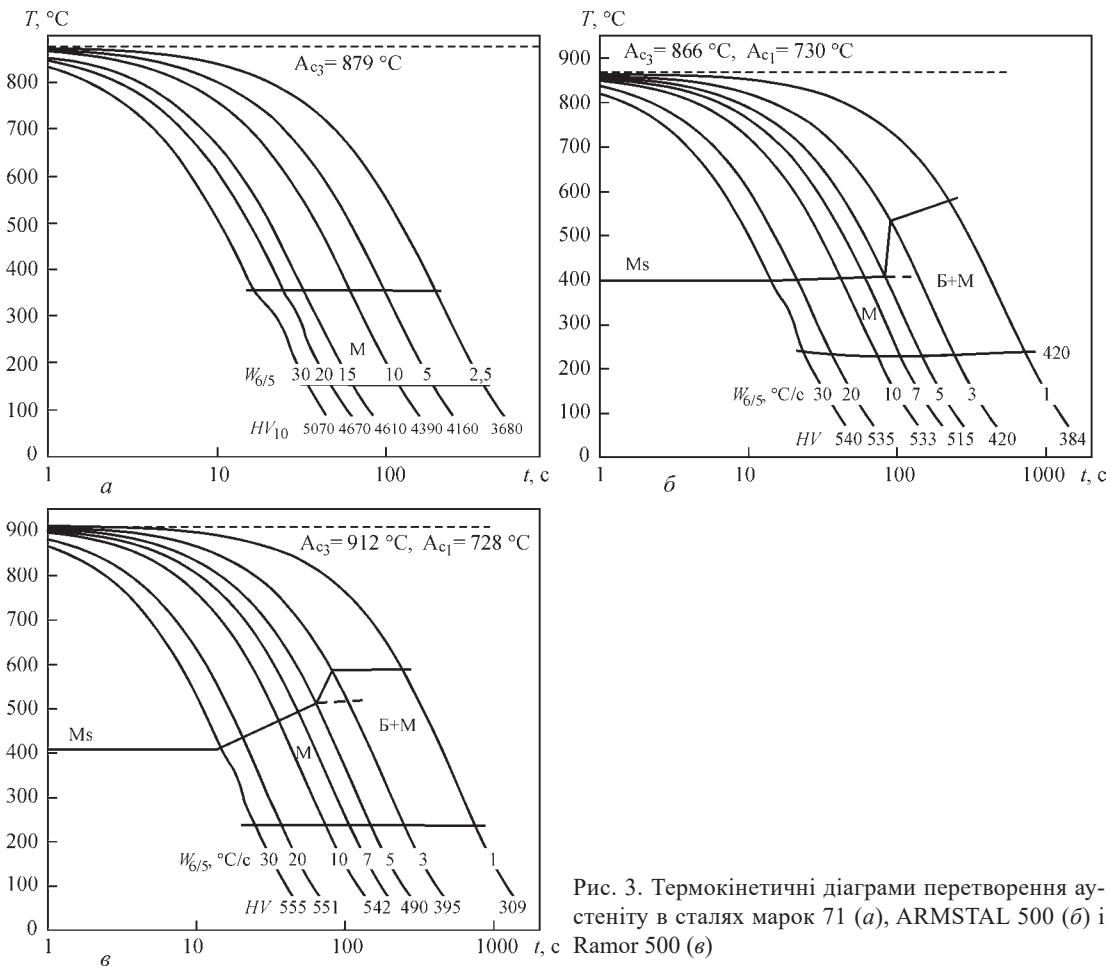 T, °C
A_c3 = 879 °C
800
700
600
500
400
300
200
100
0
M
W_6/5 30 20 15 10 5 2,5
HV_10 5070 4670 4610 4390 4160 3680
1 10 100 t, с
а
T, °C
A_c3 = 866 °C, A_c1 = 730 °C
900
800
700
600
500
400
300
200
100
0
Ms
М
Б+М
420
W_6/5, °C/с 30 20 10 7 5 3 1
HV 540 535 533 515 420 384
1 10 100 1000 t, с
б
A_c3 = 912 °C, A_c1 = 728 °C
900
800
700
600
500
400
300
200
100
0
Ms
М
Б+М
W_6/5, °C/с 30 20 10 7 5 3 1
HV 555 551 542 490 395 309
1 10 100 1000 t, с
в
Рис. 3. Термокінетичні діаграми перетворення ау-
стеніту в сталях марок 71 (а), ARMSTAL 500 (б) і
Ramor 500 (в)